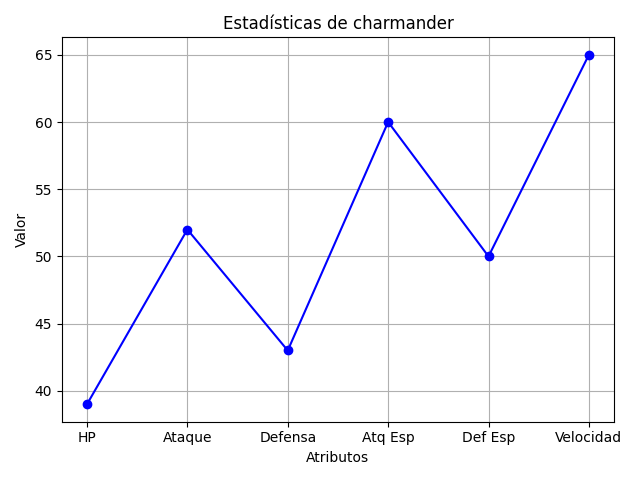 Estadísticas de charmander
65
60
55
50
45
40
Valor
HP Ataque Defensa Atq Esp Def Esp Velocidad
Atributos